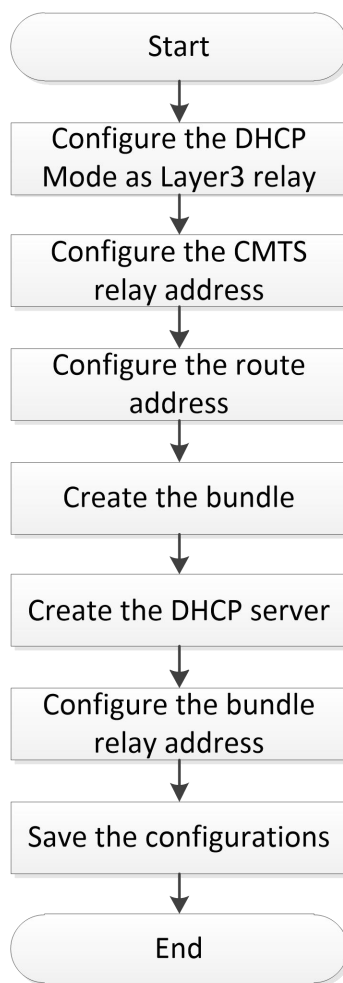 Start
Configure the DHCP
Mode as Layer3 relay
Configure the CMTS
relay address
Configure the route
address
Create the bundle
Create the DHCP server
Configure the bundle
relay address
Save the configurations
End